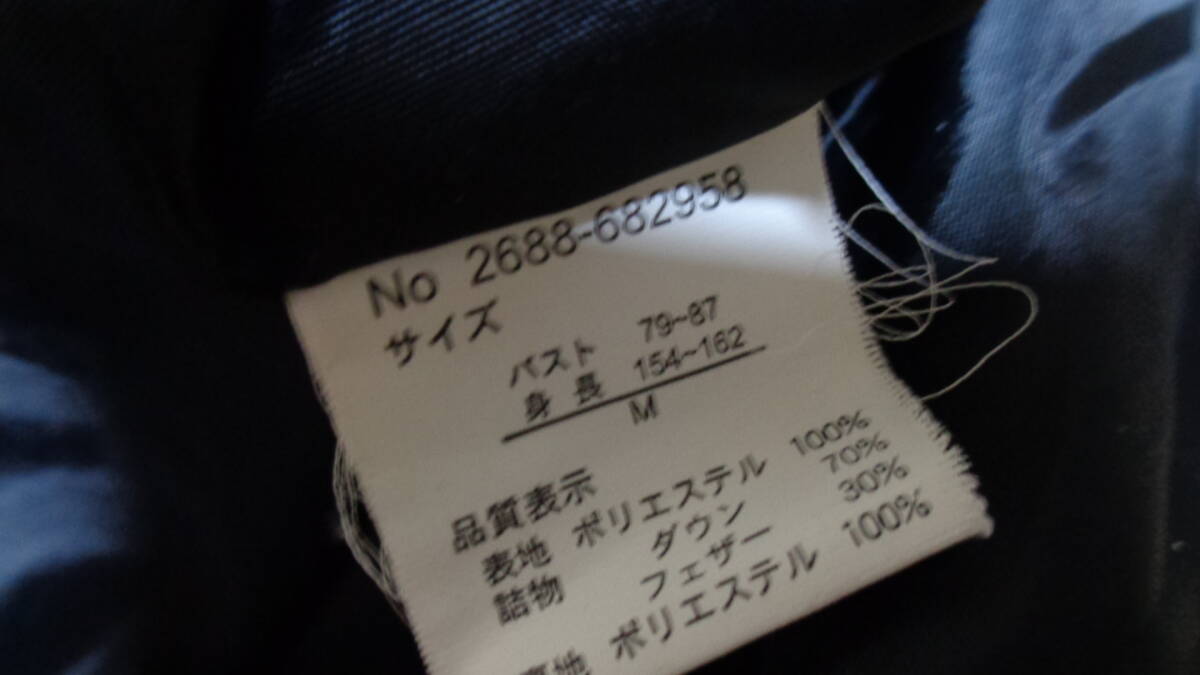 No 2688-682958
サイズ
バスト 79~87
身長 154~162
M
品質表示
表地 ポリエステル 100%
詰物 ダウン 70%
フェザー 30%
ポリエステル 100%